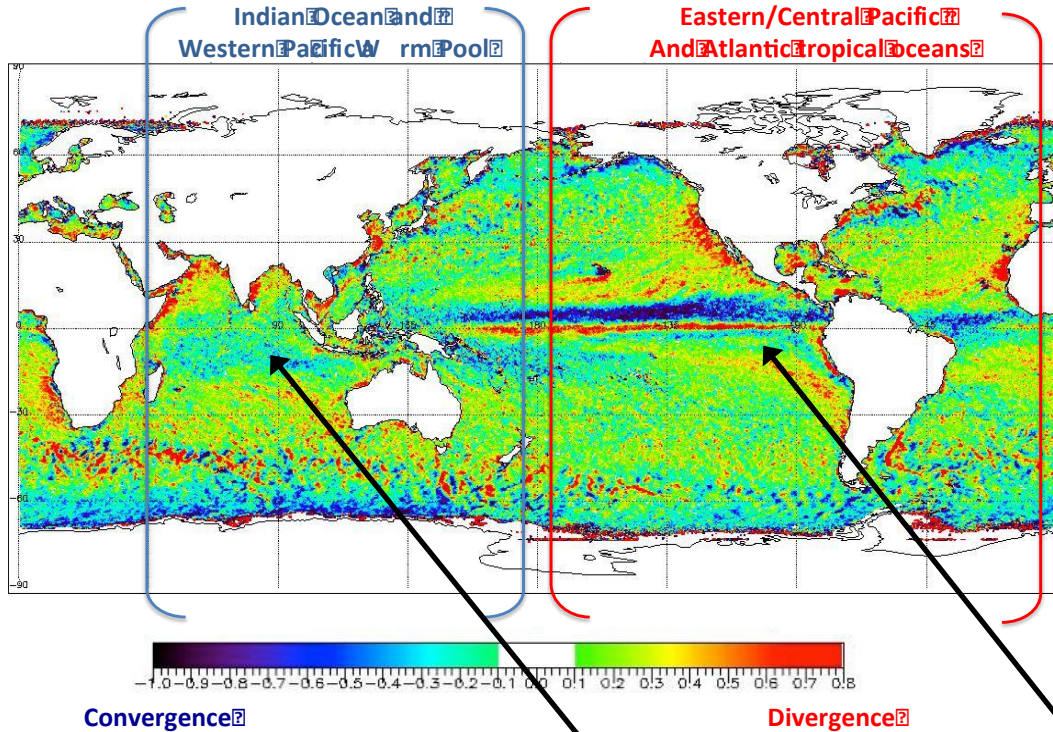 Indian Ocean and
Western Pacific Warm Pool
Eastern/Central Pacific
And Atlantic tropical oceans
90
60
30
0
90
180
135
90
45
-30
-60
-90
-1.0 -0.9 -0.8 -0.7 -0.6 -0.5 -0.4 -0.3 -0.2 -0.1 0.0 0.1 0.2 0.3 0.4 0.5 0.6 0.7 0.8
Convergence
Divergence